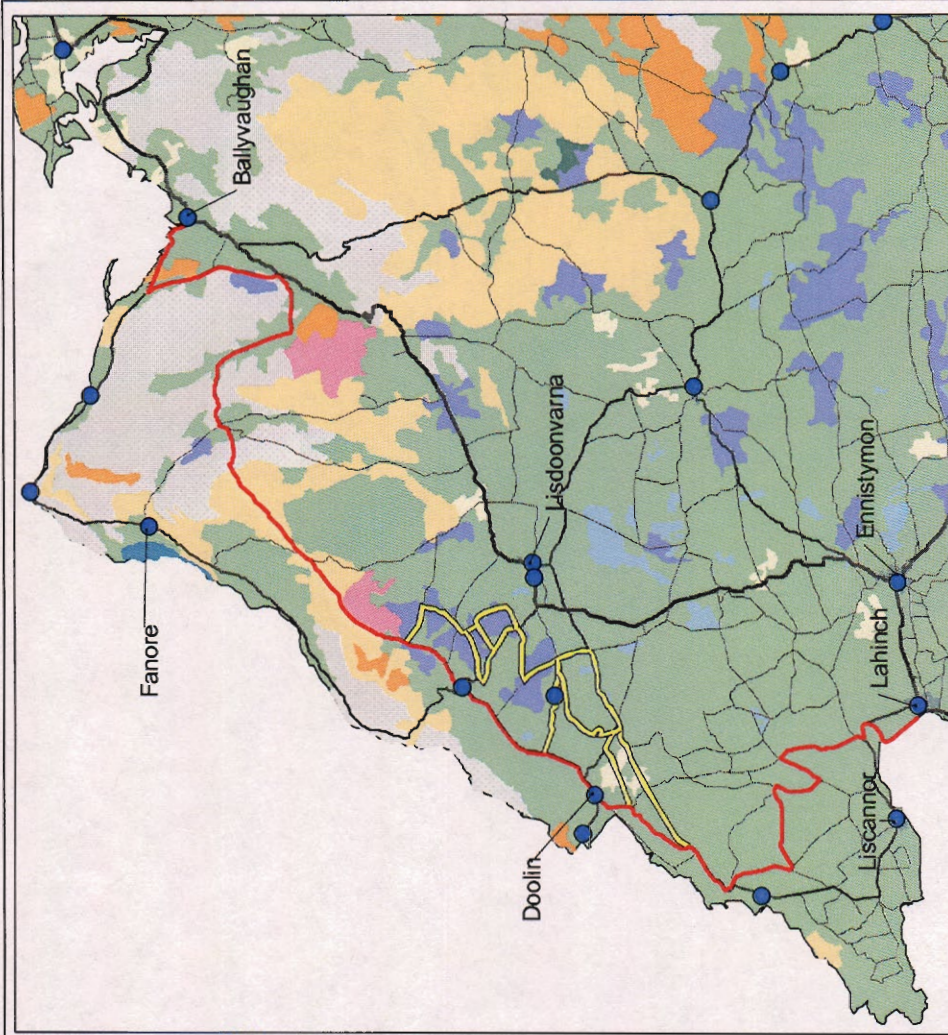 Ballyvaughan
Fanore
Lisdoonvarna
Ennistymon
Lahinch
Doolin
Liscannor